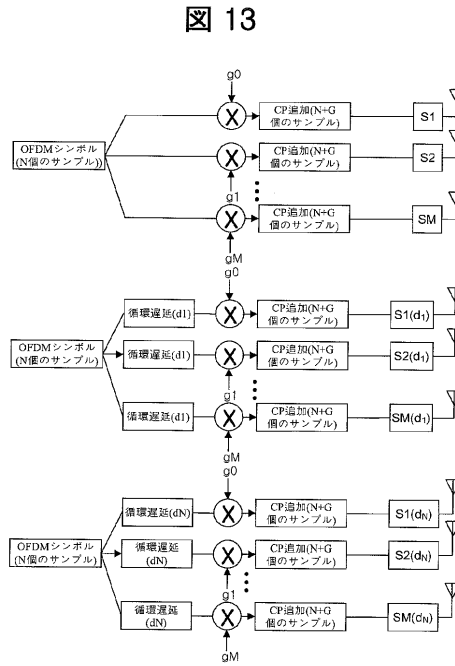 図 13
g0
X
CP追加(N+G
個のサンプル)
S1
OFDMシンボル
(N個のサンプル))
X
CP追加(N+G
個のサンプル)
S2
g1
X
CP追加(N+G
個のサンプル)
SM
gM
g0
循環遅延(d1)
X
CP追加(N+G
個のサンプル)
S1(d1)
OFDMシンボル
(N個のサンプル)
循環遅延(d1)
X
CP追加(N+G
個のサンプル)
S2(d1)
g1
循環遅延(d1)
X
CP追加(N+G
個のサンプル)
SM(d1)
gM
g0
循環遅延(dN)
X
CP追加(N+G
個のサンプル)
S1(dN)
OFDMシンボル
(N個のサンプル)
循環遅延
(dN)
X
CP追加(N+G
個のサンプル)
S2(dN)
g1
循環遅延
(dN)
X
CP追加(N+G
個のサンプル)
SM(dN)
gM